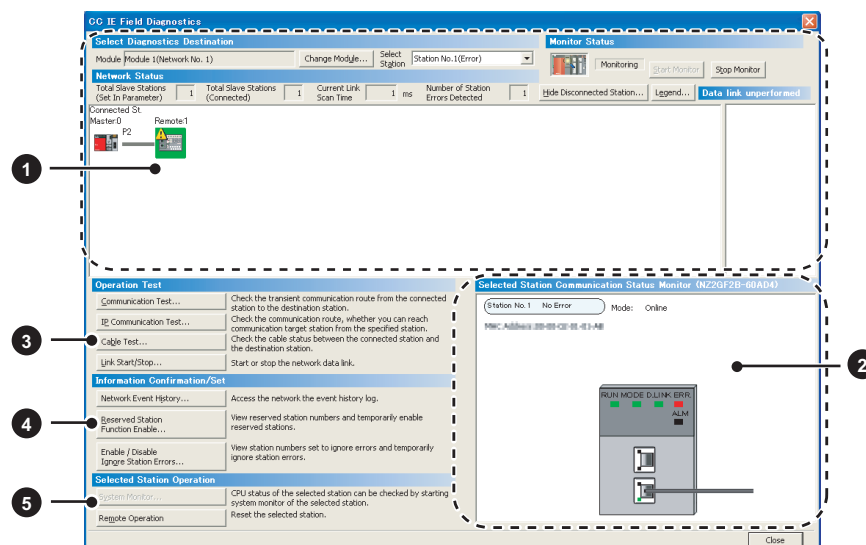 CC IE Field Diagnostics
Select Diagnostics Destination
Monitor Status
Module Module 1(Network No. 1)
Change Module...
Select Station
Station No.1(Error)
Monitoring
Start Monitor
Stop Monitor
Network Status
Total Slave Stations (Set In Parameter) 1
Total Slave Stations (Connected) 1
Current Link Scan Time 1 ms
Number of Station Errors Detected 1
Hide Disconnected Station...
Legend...
Data link unperformed
Connected St.
Master:0
Remote:1
P2
1
Operation Test
Communication Test...
Check the transient communication route from the connected
station to the destination station.
IP Communication Test...
Check the communication route, whether you can reach
communication target station from the specified station.
3
Cable Test...
Check the cable status between the connected station and
the destination station.
Link Start/Stop...
Start or stop the network data link.
Information Confirmation/Set
Network Event History...
Access the network the event history log.
4
Reserved Station
Function Enable...
View reserved station numbers and temporarily enable
reserved stations.
Enable / Disable
Ignore Station Errors...
View station numbers set to ignore errors and temporarily
ignore station errors.
Selected Station Operation
5
System Monitor...
CPU status of the selected station can be checked by starting
system monitor of the selected station.
Remote Operation
Reset the selected station.
Selected Station Communication Status Monitor (NZ2GF2B-60AD4)
Station No. 1 No Error
Mode: Online
MAC Address:
2
RUN MODE D.LINK ERR.
ALM
Close